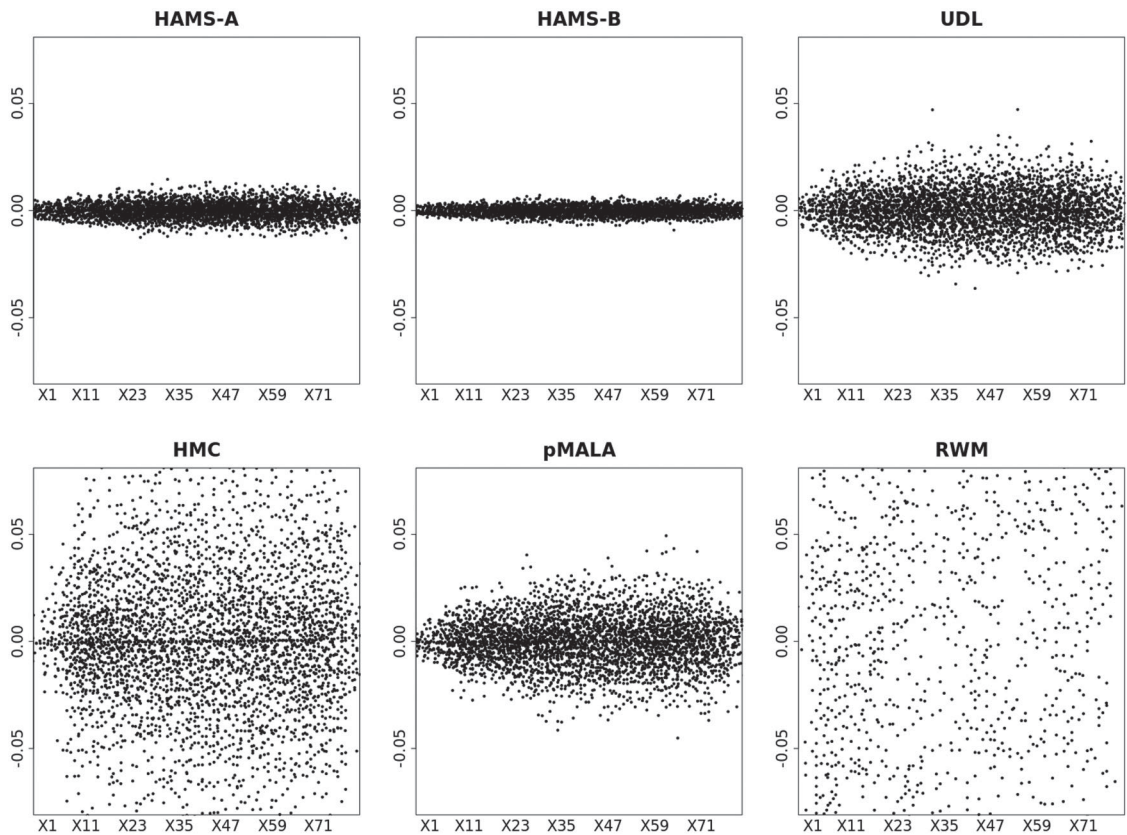 HAMS-A HAMS-B UDL
0.05 0.05 0.05
0.00 0.00 0.00
-0.05 -0.05 -0.05
X1 X11 X23 X35 X47 X59 X71 X1 X11 X23 X35 X47 X59 X71 X1 X11 X23 X35 X47 X59 X71
HMC pMALA RWM
0.05 0.05 0.05
0.00 0.00 0.00
-0.05 -0.05 -0.05
X1 X11 X23 X35 X47 X59 X71 X1 X11 X23 X35 X47 X59 X71 X1 X11 X23 X35 X47 X59 X71